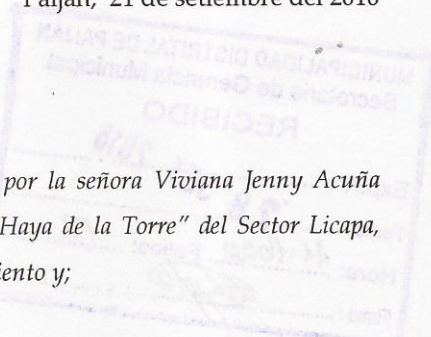 Paiján, 21 de setiembre del 2016
MUNICIPALIDAD DISTRITAL DE PAIJAN
Secretaría de Gerencia Municipal
RECIBIDO
por la señora Viviana Jenny Acuña
Haya de la Torre" del Sector Licapa,
iento y;
Hora: